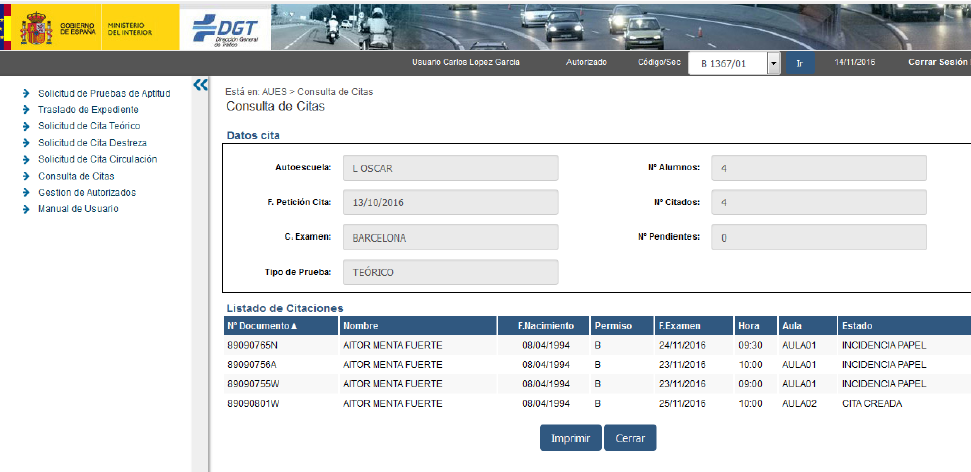 GOBIERNO
DE ESPAÑA
MINISTERIO
DEL INTERIOR
DGT
Dirección General
de Tráfico
Usuario Carlos Lopez Garcia Autorizado Código/Sec B 1367/01 Ir 14/11/2016 Cerrar Sesión
Solicitud de Pruebas de Aptitud
Traslado de Expediente
Solicitud de Cita Teórico
Solicitud de Cita Destreza
Solicitud de Cita Circulación
Consulta de Citas
Gestion de Autorizados
Manual de Usuario
Está en: AUES > Consulta de Citas
Consulta de Citas
Datos cita
Autoescuela: L OSCAR Nº Alumnos: 4
F. Petición Cita: 13/10/2016 Nº Citados: 4
C. Examen: BARCELONA Nº Pendientes: 0
Tipo de Prueba: TEÓRICO
Listado de Citaciones
Nº Documento▲ Nombre F.Nacimiento Permiso F.Examen Hora Aula Estado
89090765N AITOR MENTA FUERTE 08/04/1994 B 24/11/2016 09:30 AULA01 INCIDENCIA PAPEL
89090756A AITOR MENTA FUERTE 08/04/1994 B 23/11/2016 10:00 AULA01 INCIDENCIA PAPEL
89090755W AITOR MENTA FUERTE 08/04/1994 B 23/11/2016 09:00 AULA01 INCIDENCIA PAPEL
89090801W AITOR MENTA FUERTE 08/04/1994 B 25/11/2016 10:00 AULA02 CITA CREADA
Imprimir Cerrar